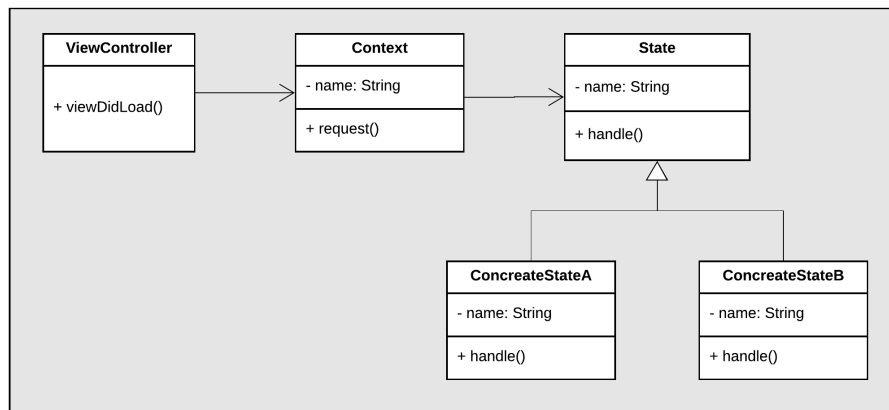 ViewController
+ viewDidLoad()
Context
- name: String
+ request()
State
- name: String
+ handle()
ConcreateStateA
- name: String
+ handle()
ConcreateStateB
- name: String
+ handle()